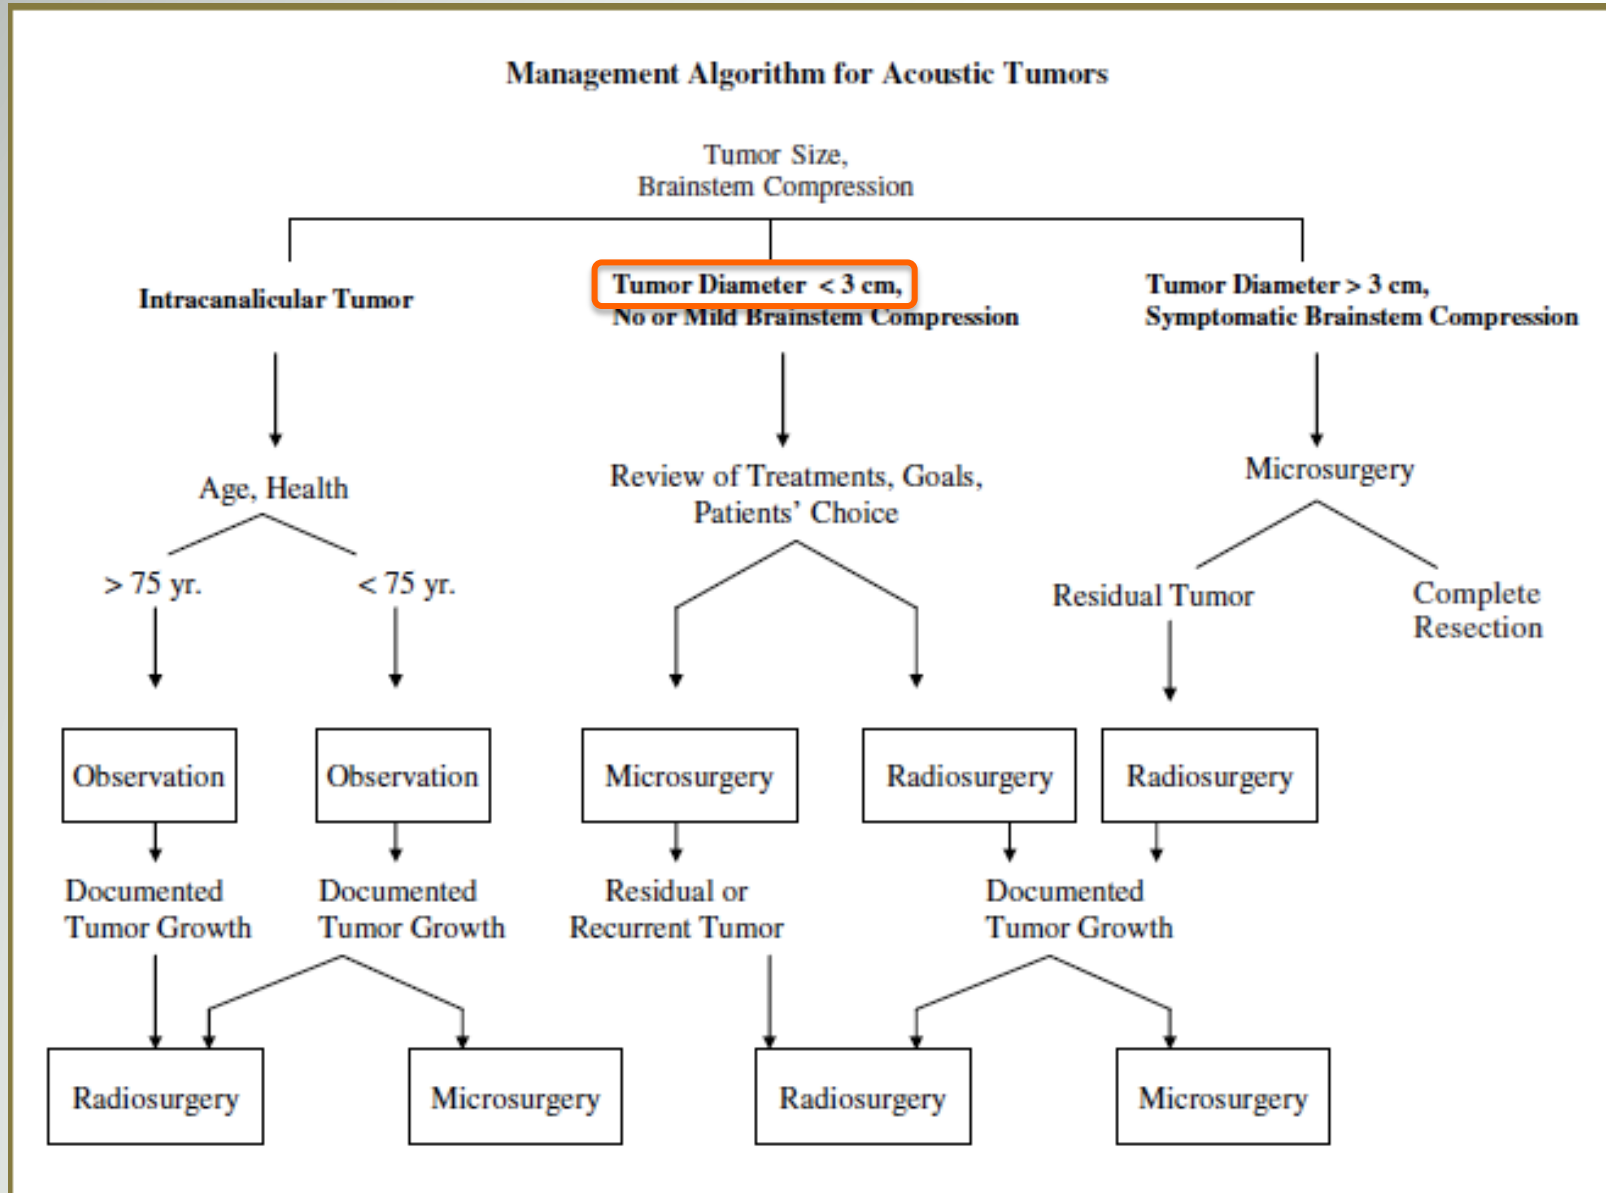 Management Algorithm for Acoustic Tumors
Tumor Size,
Brainstem Compression
Intracanalicular Tumor
Tumor Diameter < 3 cm,
No or Mild Brainstem Compression
Tumor Diameter > 3 cm,
Symptomatic Brainstem Compression
Age, Health
Review of Treatments, Goals,
Patients' Choice
Microsurgery
> 75 yr.
< 75 yr.
Residual Tumor
Complete
Resection
Observation
Observation
Microsurgery
Radiosurgery
Radiosurgery
Documented
Tumor Growth
Documented
Tumor Growth
Residual or
Recurrent Tumor
Documented
Tumor Growth
Radiosurgery
Microsurgery
Radiosurgery
Microsurgery